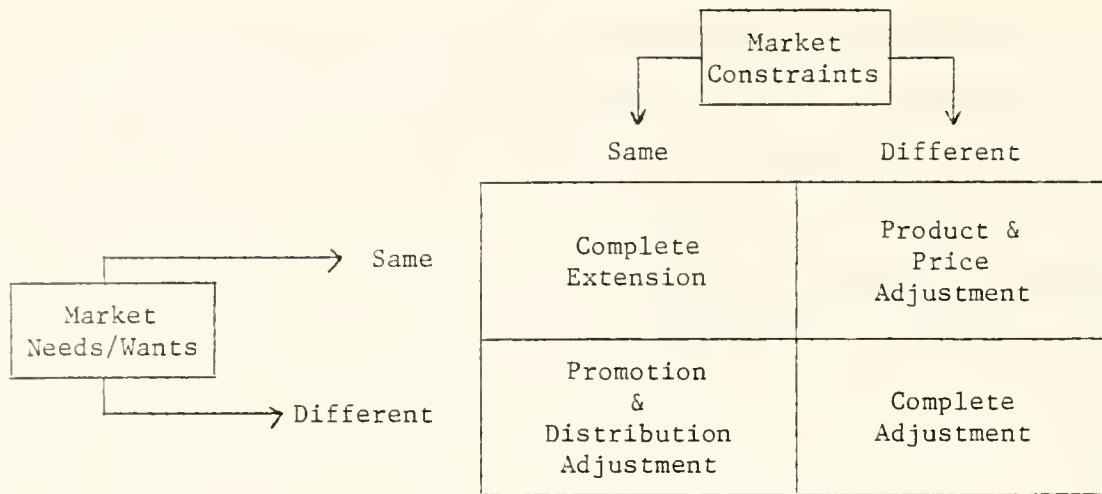 Market
Constraints
Same
Different
Same
Complete
Extension
Product &
Price
Adjustment
Market
Needs/Wants
Different
Promotion
&
Distribution
Adjustment
Complete
Adjustment